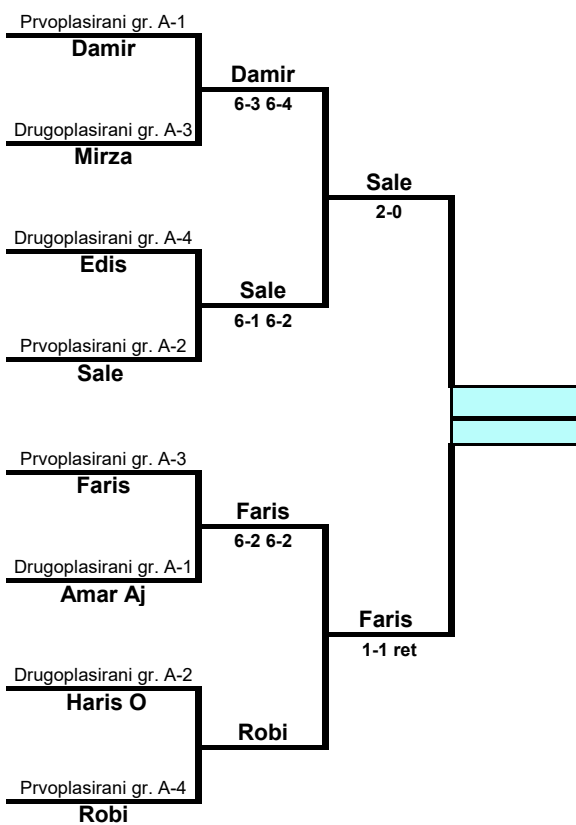 Prvoplasirani gr. A-1
Damir
Damir
6-3 6-4
Drugoplasirani gr. A-3
Mirza
Sale
2-0
Drugoplasirani gr. A-4
Edis
Sale
6-1 6-2
Prvoplasirani gr. A-2
Sale
Prvoplasirani gr. A-3
Faris
Faris
6-2 6-2
Drugoplasirani gr. A-1
Amar Aj
Faris
1-1 ret
Drugoplasirani gr. A-2
Haris O
Robi
Prvoplasirani gr. A-4
Robi